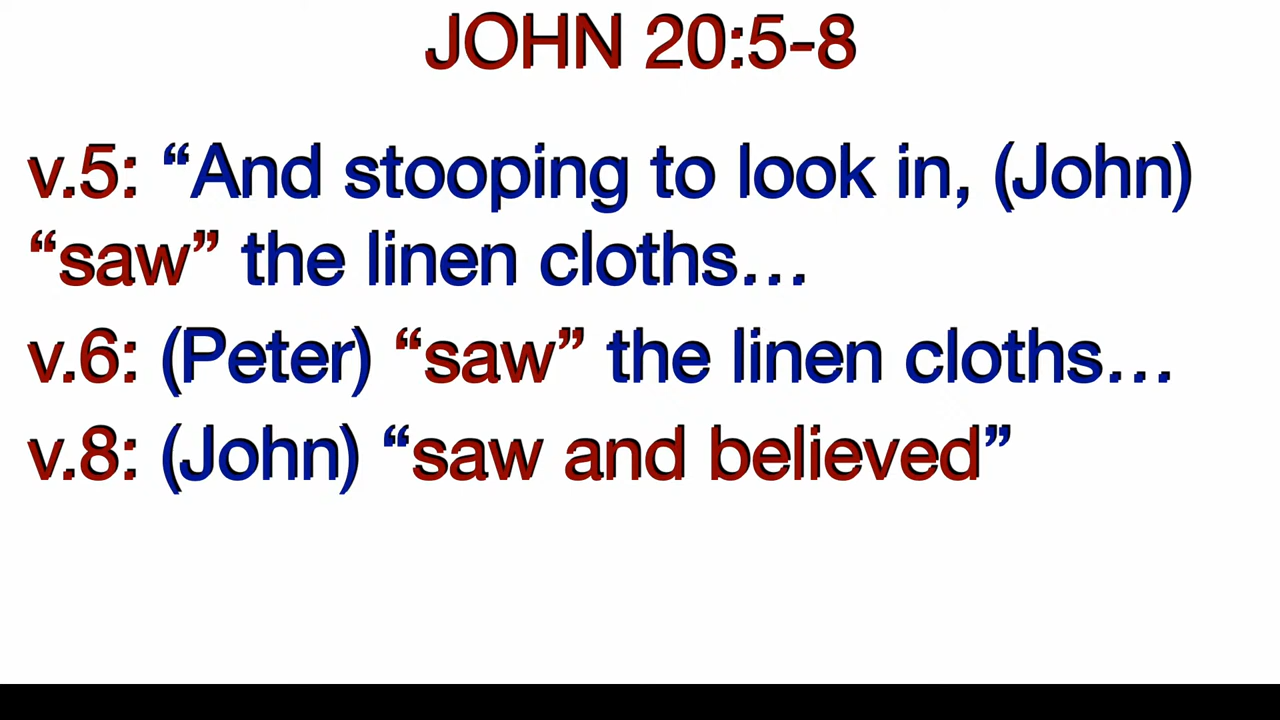 JOHN 20:5-8
v.5: “And stooping to look in, (John)
“saw” the linen cloths…
v.6: (Peter) “saw” the linen cloths…
v.8: (John) “saw and believed”